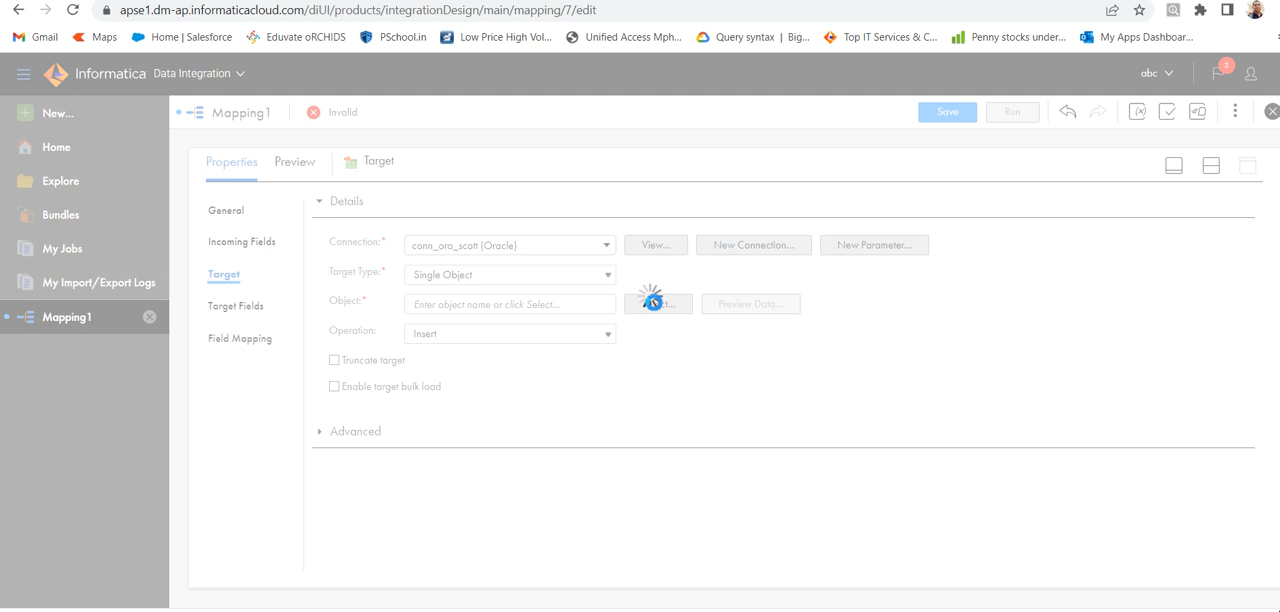 apse1.dm-ap.informaticacloud.com/diUI/products/integrationDesign/main/mapping/7/edit
Gmail Maps Home | Salesforce Eduvate oRCHIDS PSchool.in Low Price High Vol... Unified Access Mph... Query syntax | Big... Top IT Services & C... Penny stocks under... My Apps Dashboar...
Informatica Data Integration abc 3
New... Mapping1 Invalid Save Run
Home
Properties Preview Target
Explore
Bundles
My Jobs
My Import/Export Logs
Mapping1
General
Incoming Fields
Target
Target Fields
Field Mapping
Details
Connection:* conn_ora_scott (Oracle) View... New Connection... New Parameter...
Target Type:* Single Object
Object:* Enter object name or click Select... Preview Data...
Operation: Insert
Truncate target
Enable target bulk load
Advanced